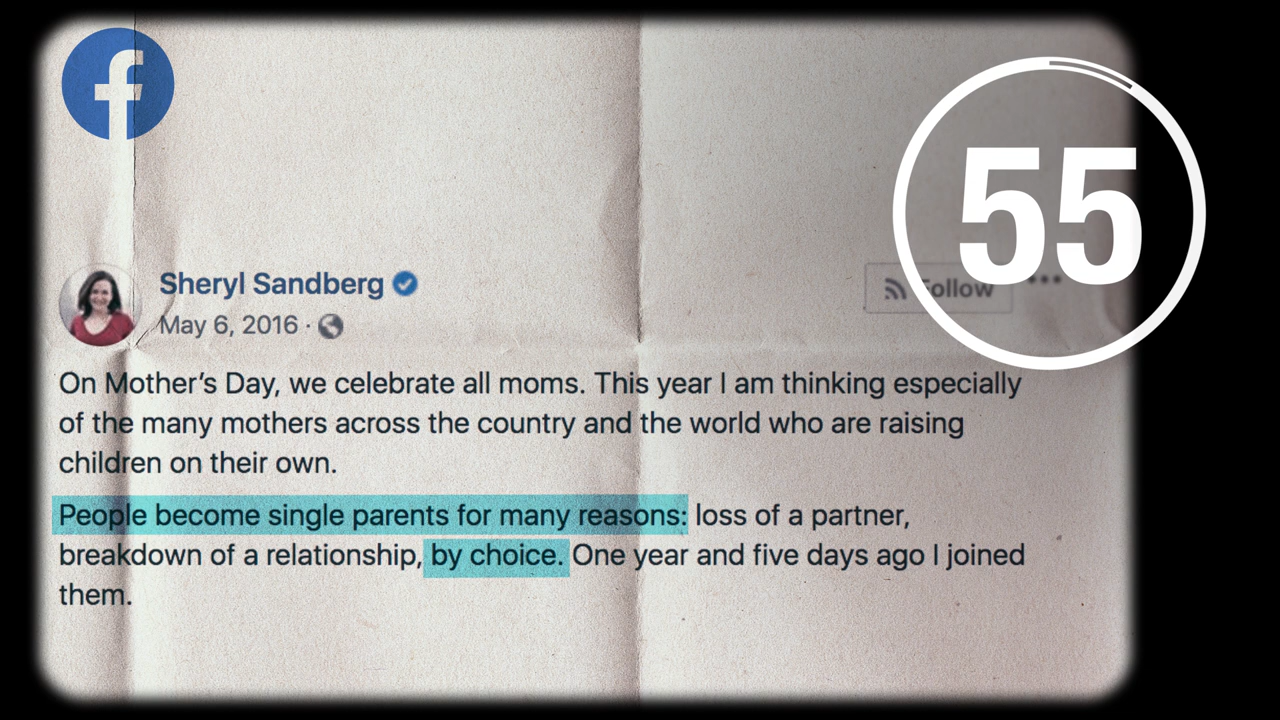 f
55
Sheryl Sandberg
Follow
May 6, 2016 ·
On Mother's Day, we celebrate all moms. This year I am thinking especially
of the many mothers across the country and the world who are raising
children on their own.
People become single parents for many reasons: loss of a partner,
breakdown of a relationship, by choice. One year and five days ago I joined
them.